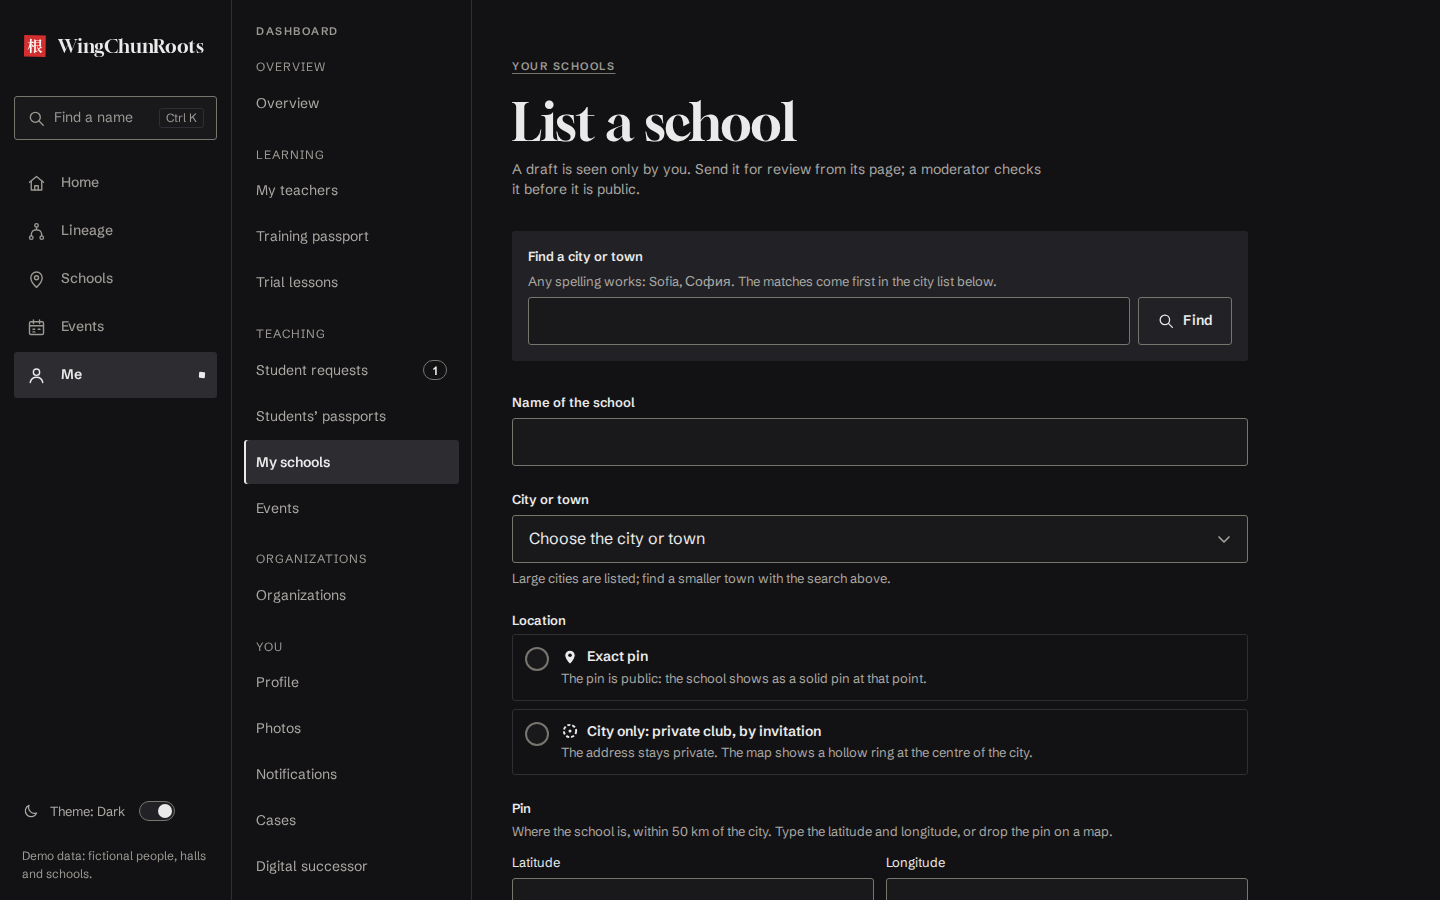 根 WingChunRoots
Find a name Ctrl K
Home
Lineage
Schools
Events
Me
Theme: Dark
Demo data: fictional people, halls
and schools.
DASHBOARD
OVERVIEW
Overview
LEARNING
My teachers
Training passport
Trial lessons
TEACHING
Student requests 1
Students’ passports
My schools
Events
ORGANIZATIONS
Organizations
YOU
Profile
Photos
Notifications
Cases
Digital successor
YOUR SCHOOLS
List a school
A draft is seen only by you. Send it for review from its page; a moderator checks
it before it is public.
Find a city or town
Any spelling works: Sofia, София. The matches come first in the city list below.
Find
Name of the school
City or town
Choose the city or town
Large cities are listed; find a smaller town with the search above.
Location
Exact pin
The pin is public: the school shows as a solid pin at that point.
City only: private club, by invitation
The address stays private. The map shows a hollow ring at the centre of the city.
Pin
Where the school is, within 50 km of the city. Type the latitude and longitude, or drop the pin on a map.
Latitude Longitude